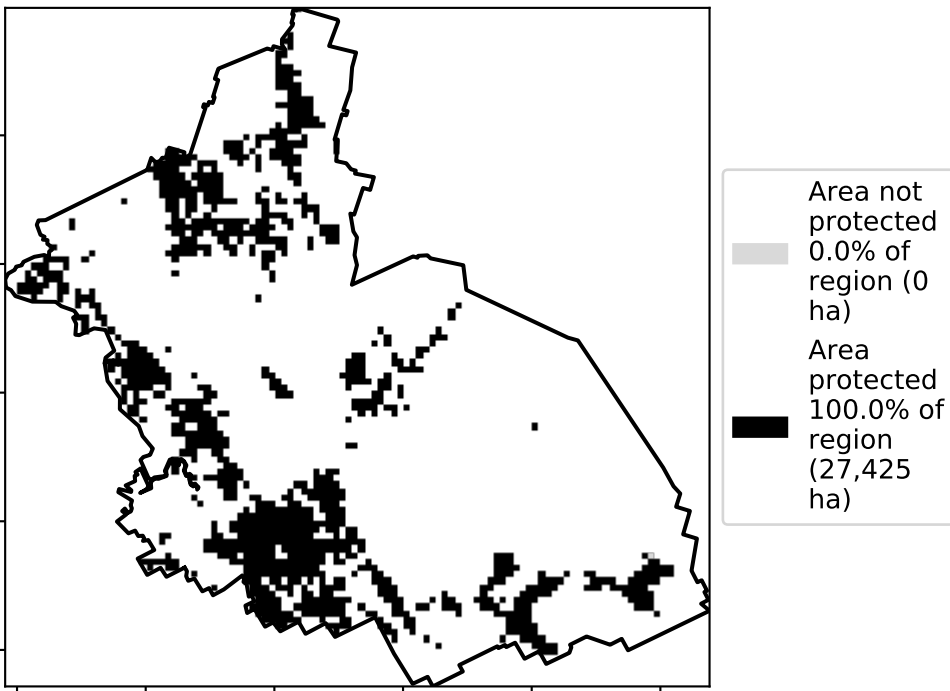 Area not
protected
0.0% of
region (0
ha)
Area
protected
100.0% of
region
(27,425
ha)